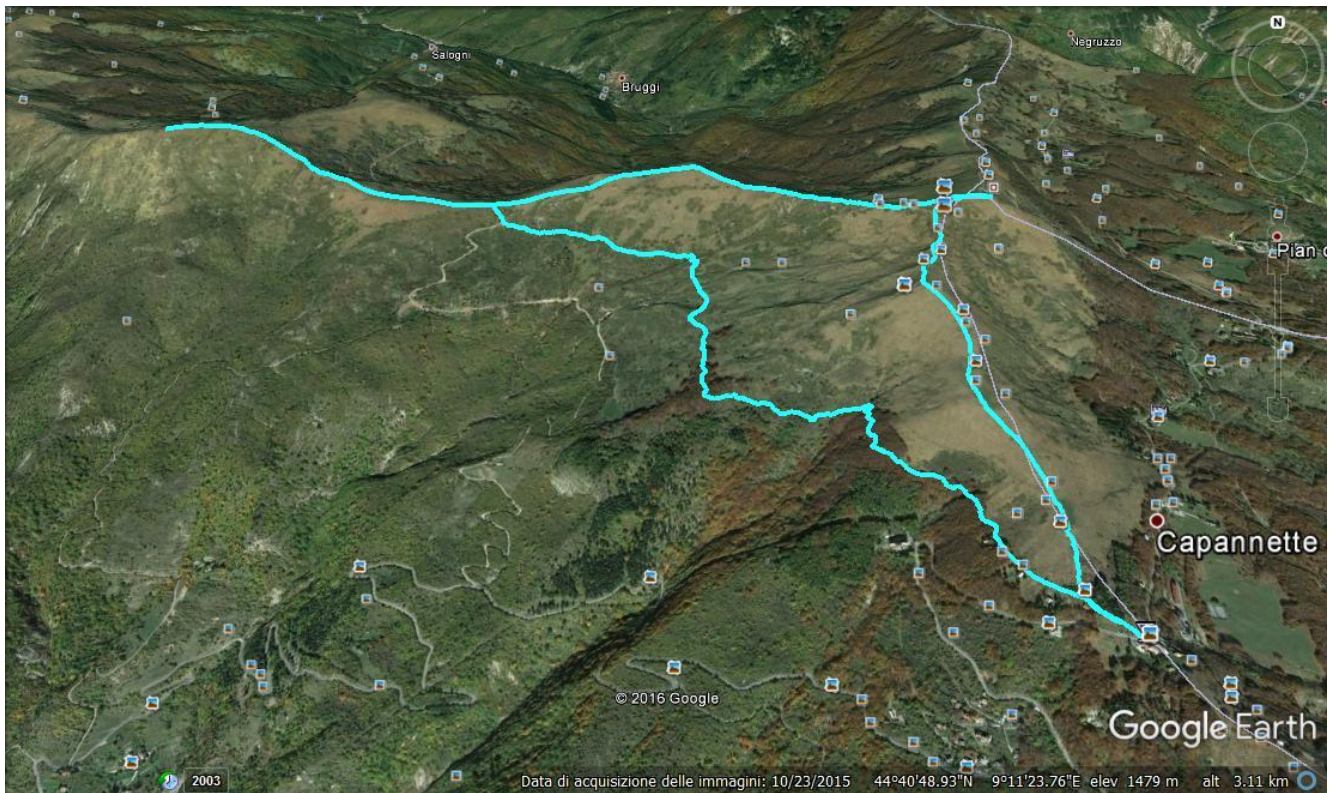 N
Salogni
Negruzzo
Bruggi
Pian d
Capannette
© 2016 Google
Google Earth
2003
Data di acquisizione delle immagini: 10/23/2015 44°40'48.93"N 9°11'23.76"E elev 1479 m alt 3.11 km